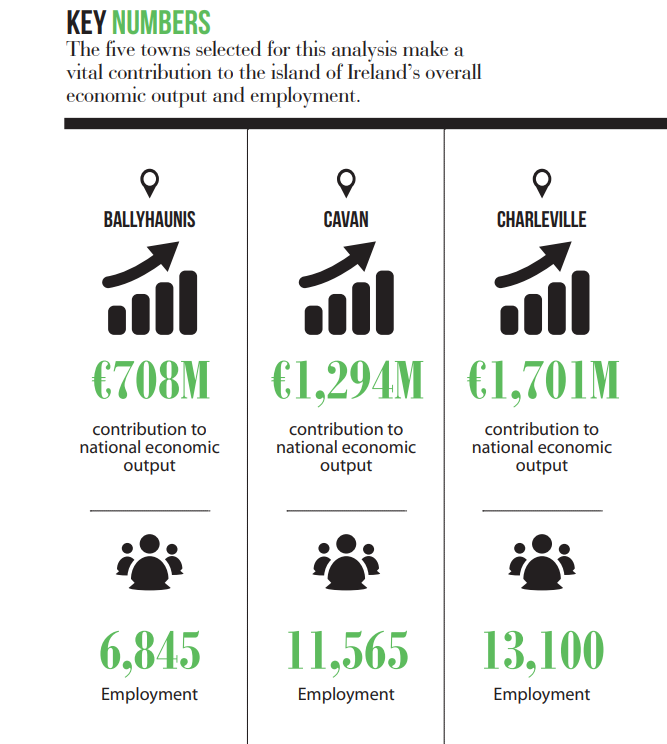 KEY NUMBERS
The five towns selected for this analysis make a
vital contribution to the island of Ireland's overall
economic output and employment.
BALLYHAUNIS
€708M
contribution to
national economic
output
6,845
Employment
CAVAN
€1,294M
contribution to
national economic
output
11,565
Employment
CHARLEVILLE
€1,701M
contribution to
national economic
output
13,100
Employment